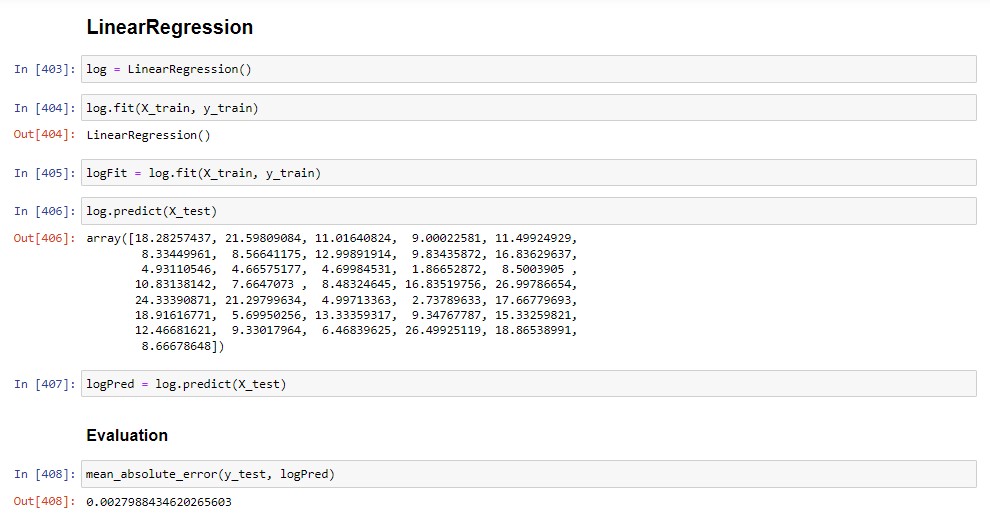 LinearRegression
In [403]: log = LinearRegression()
In [404]: log.fit(X_train, y_train)
Out[404]: LinearRegression()
In [405]: logFit = log.fit(X_train, y_train)
In [406]: log.predict(X_test)
Out[406]: array([18.28257437, 21.59809084, 11.01640824,  9.00022581, 11.49924929,
8.33449961,  8.56641175, 12.99891914,  9.83435872, 16.83629637,
4.93110546,  4.66575177,  4.69984531,  1.86652872,  8.5003905 ,
10.83138142,  7.6647073 ,  8.48324645, 16.83519756, 26.99786654,
24.33390871, 21.29799634,  4.99713363,  2.73789633, 17.66779693,
18.91616771,  5.69950256, 13.33359317,  9.34767787, 15.33259821,
12.46681621,  9.33017964,  6.46839625, 26.49925119, 18.86538991,
8.66678648])
In [407]: logPred = log.predict(X_test)
Evaluation
In [408]: mean_absolute_error(y_test, logPred)
Out[408]: 0.0027988434620265603